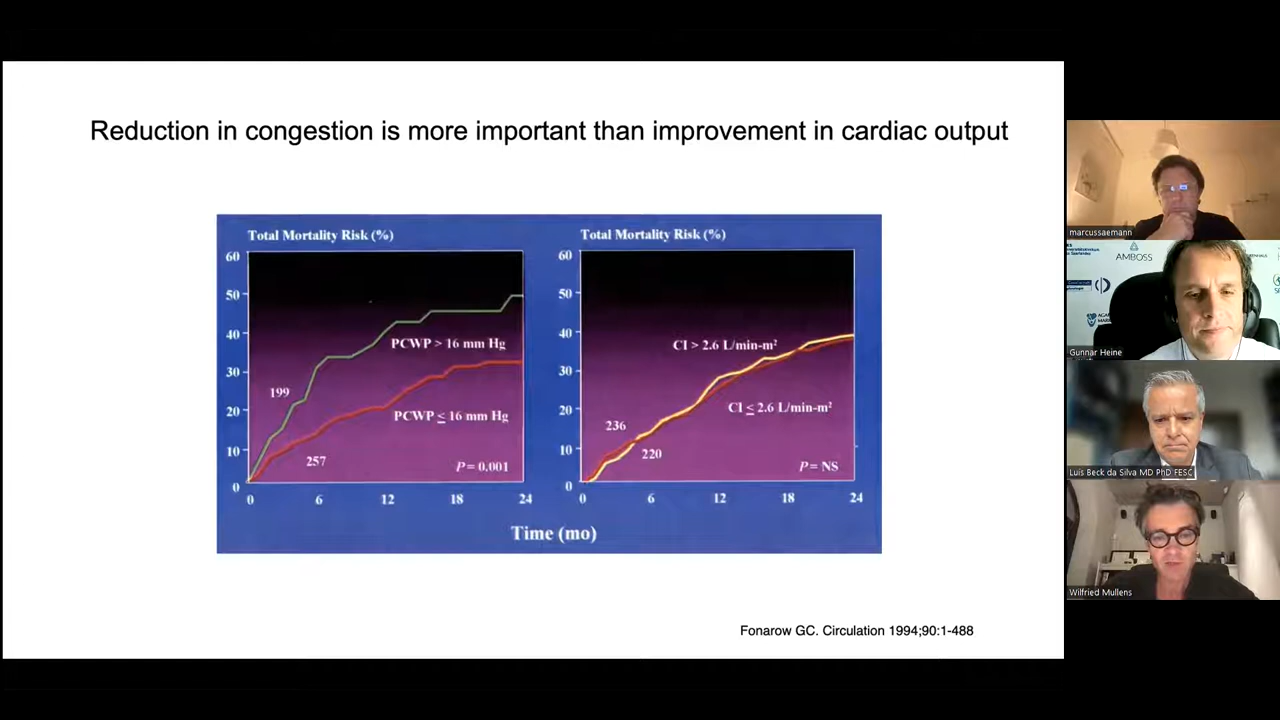 Reduction in congestion is more important than improvement in cardiac output
Total Mortality Risk (%)
60
50
40
30
20
10
0
PCWP > 16 mm Hg
199
PCWP ≤ 16 mm Hg
257
P = 0.001
0 6 12 18 24
Total Mortality Risk (%)
60
50
40
30
20
10
0
CI > 2.6 L/min-m²
CI ≤ 2.6 L/min-m²
236
220
P = NS
0 6 12 18 24
Time (mo)
Fonarow GC. Circulation 1994;90:1-488
marcussaemann
AMBOSS
Gunnar Heine
Luis Beck da Silva MD PhD FESC
Wilfried Mullens